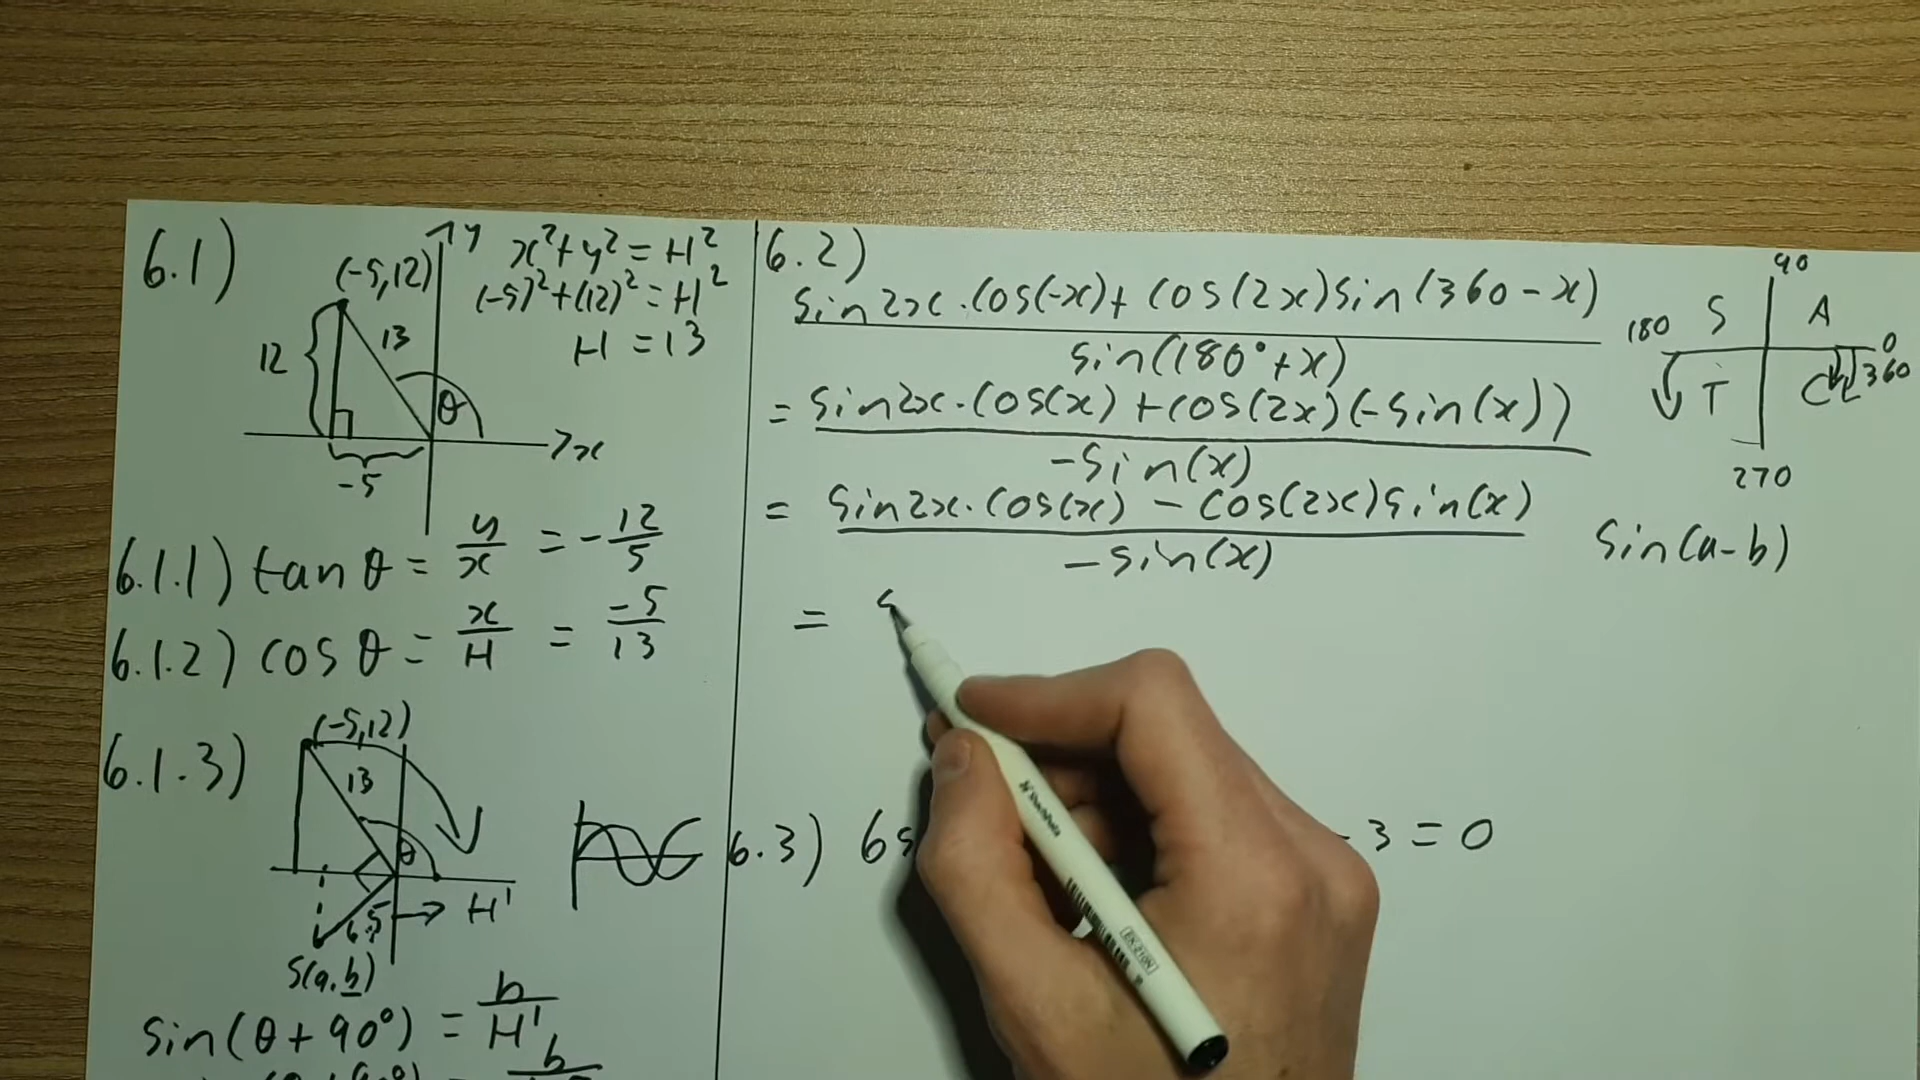 6.1)
y
(-5,12)
x²+y²=H²
(-5)²+(12)²=H²
H=13
12
13
θ
x
-5
6.1.1) tan θ = y/x = -12/5
6.1.2) cos θ = x/H = -5/13
6.1.3)
(-5,12)
13
θ
6.5
H'
S(a,b)
sin(θ+90°) = b/H'
b
6.2)
sin2x.cos(-x)+cos(2x)sin(360-x)
sin(180°+x)
= sin2x.cos(x)+cos(2x)(-sin(x))
-sin(x)
= sin2x.cos(x) - cos(2x)sin(x)
-sin(x)
= s
90
S A
180 0
T C 360
270
sin(a-b)
6.3) 6s - 3 = 0